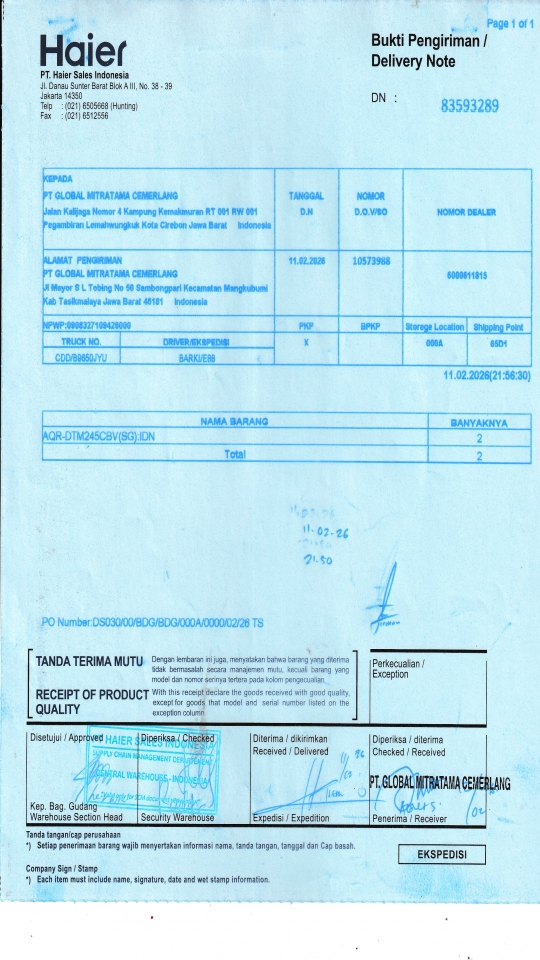 Page 1 of 1
Haier
Bukti Pengiriman /
Delivery Note
PT. Haier Sales Indonesia
Jl. Danau Sunter Barat Blok A III, No. 38 - 39
Jakarta 14350
Telp : (021) 6505668 (Hunting)
Fax : (021) 6512556
DN : 83593289
KEPADA
PT GLOBAL MITRATAMA CEMERLANG
Jalan Kalijaga Nomor 4 Kampung Kemakmuran RT 001 RW 001
Pegambiran Lemahwungkuk Kota Cirebon Jawa Barat Indonesia
TANGGAL
D.N
NOMOR
D.O.V/SO
NOMOR DEALER
ALAMAT PENGIRIMAN
PT GLOBAL MITRATAMA CEMERLANG
Jl Mayor S L Tobing No 50 Sambongpari Kecamatan Mangkubumi
Kab Tasikmalaya Jawa Barat 46181 Indonesia
11.02.2026
10573988
NPWP:0908327109426000
PKP
BPKP
Storage Location
Shipping Point
TRUCK NO.
DRIVER/EKSPEDISI
X
000A
65D1
CDD/B9650JYU
BARKI/E98
11.02.2026(21:56:30)
NAMA BARANG
BANYAKNYA
AQR-DTM245CBV(SG):IDN
2
Total
2
11-02-26
21.50
PO Number:DS030/00/BDG/BDG/000A/0000/02/26 TS
TANDA TERIMA MUTU
Dengan lembaran ini juga, menyatakan bahwa barang yang diterima
tidak bermasalah secara manajemen mutu, kecuali barang yang
model dan nomor serinya tertera pada kolom pengecualian.
RECEIPT OF PRODUCT
QUALITY
With this receipt declare the goods received with good quality,
except for goods that model and serial number listed on the
exception column
Perkecualian /
Exception
Disetujui / Approved
Diperiksa / Checked
Diterima / dikirimkan
Received / Delivered
Diperiksa / diterima
Checked / Received
HAIER SALES INDONESIA
SUPPLY CHAIN MANAGEMENT DEPARTEMENT
CENTRAL WAREHOUSE - INDONESIA
PT. GLOBAL MITRATAMA CEMERLANG
Kep. Bag. Gudang
Warehouse Section Head
Security Warehouse
Expedisi / Expedition
Penerima / Receiver
Tanda tangan/cap perusahaan
*) Setiap penerimaan barang wajib menyertakan informasi nama, tanda tangan, tanggal dan Cap basah.
EKSPEDISI
Company Sign / Stamp
*) Each item must include name, signature, date and wet stamp information.